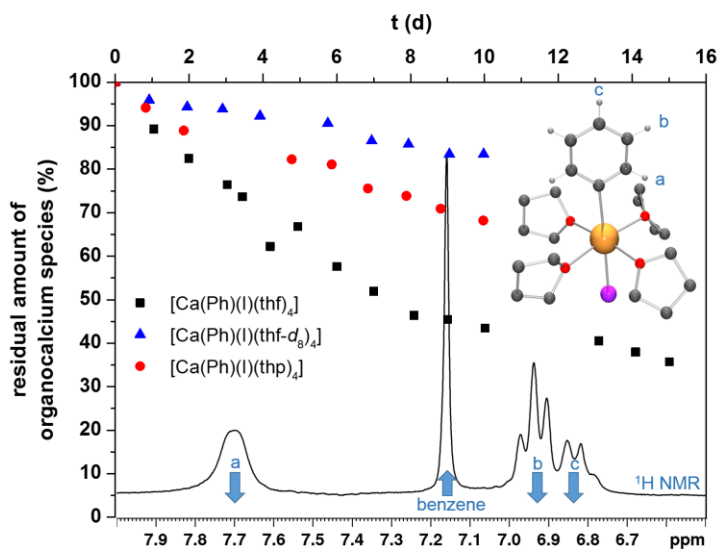 t (d)
0 2 4 6 8 10 12 14 16
100
90
80
70
60
50
40
30
20
10
0
residual amount of
organocalcium species (%)
c
b
a
[Ca(Ph)(I)(thf)₄]
[Ca(Ph)(I)(thf-d₈)₄]
[Ca(Ph)(I)(thp)₄]
a
b
c
benzene
¹H NMR
7.9 7.8 7.7 7.6 7.5 7.4 7.3 7.2 7.1 7.0 6.9 6.8 6.7 ppm